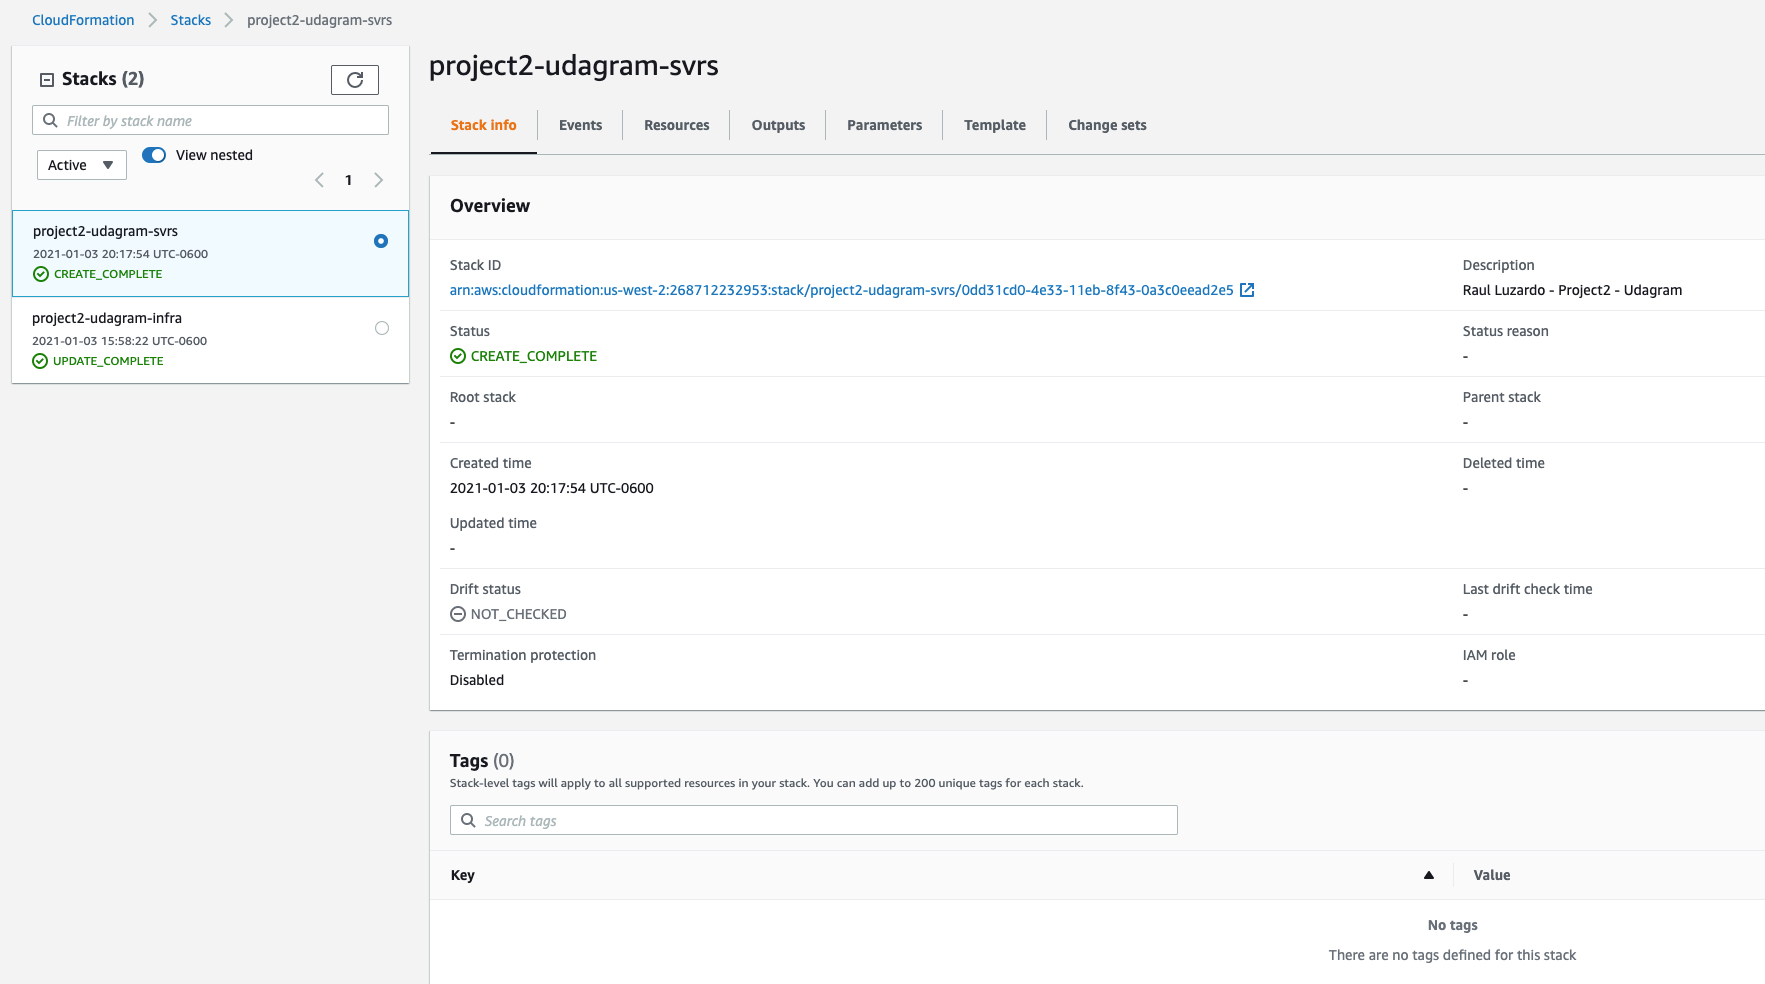 CloudFormation > Stacks > project2-udagram-svrs
Stacks (2)
Filter by stack name
Active
View nested
1
project2-udagram-svrs
2021-01-03 20:17:54 UTC-0600
CREATE_COMPLETE
project2-udagram-infra
2021-01-03 15:58:22 UTC-0600
UPDATE_COMPLETE
project2-udagram-svrs
Stack info Events Resources Outputs Parameters Template Change sets
Overview
Stack ID
arn:aws:cloudformation:us-west-2:268712232953:stack/project2-udagram-svrs/0dd31cd0-4e33-11eb-8f43-0a3c0eead2e5
Description
Raul Luzardo - Project2 - Udagram
Status
CREATE_COMPLETE
Status reason
-
Root stack
-
Parent stack
-
Created time
2021-01-03 20:17:54 UTC-0600
Deleted time
-
Updated time
-
Drift status
NOT_CHECKED
Last drift check time
-
Termination protection
Disabled
IAM role
-
Tags (0)
Stack-level tags will apply to all supported resources in your stack. You can add up to 200 unique tags for each stack.
Search tags
Key Value
No tags
There are no tags defined for this stack